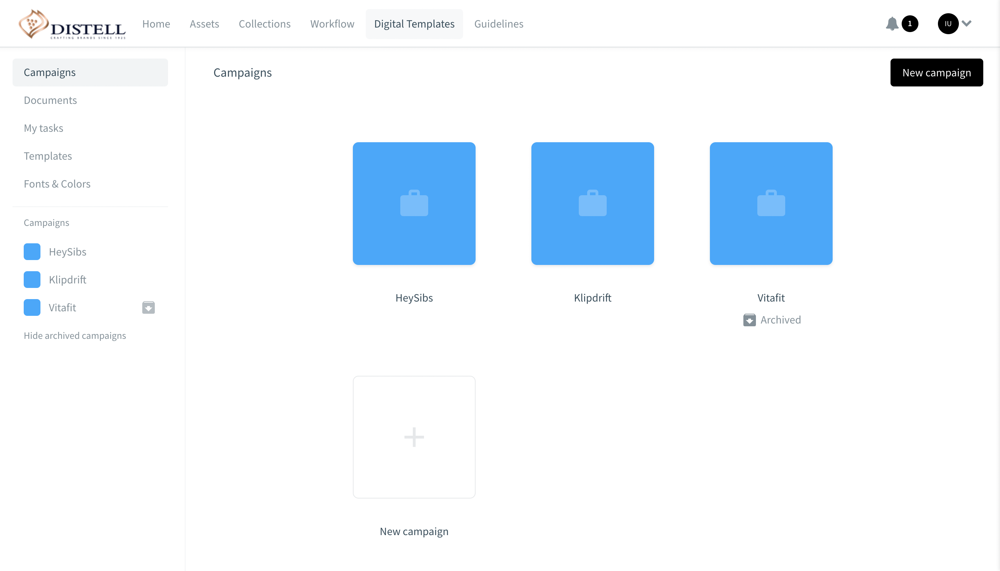 DISTELL
CRAFTING BRANDS SINCE 1925
Home
Assets
Collections
Workflow
Digital Templates
Guidelines
1
IU
Campaigns
Documents
My tasks
Templates
Fonts & Colors
Campaigns
HeySibs
Klipdrift
Vitafit
Hide archived campaigns
Campaigns
New campaign
HeySibs
Klipdrift
Vitafit
Archived
New campaign